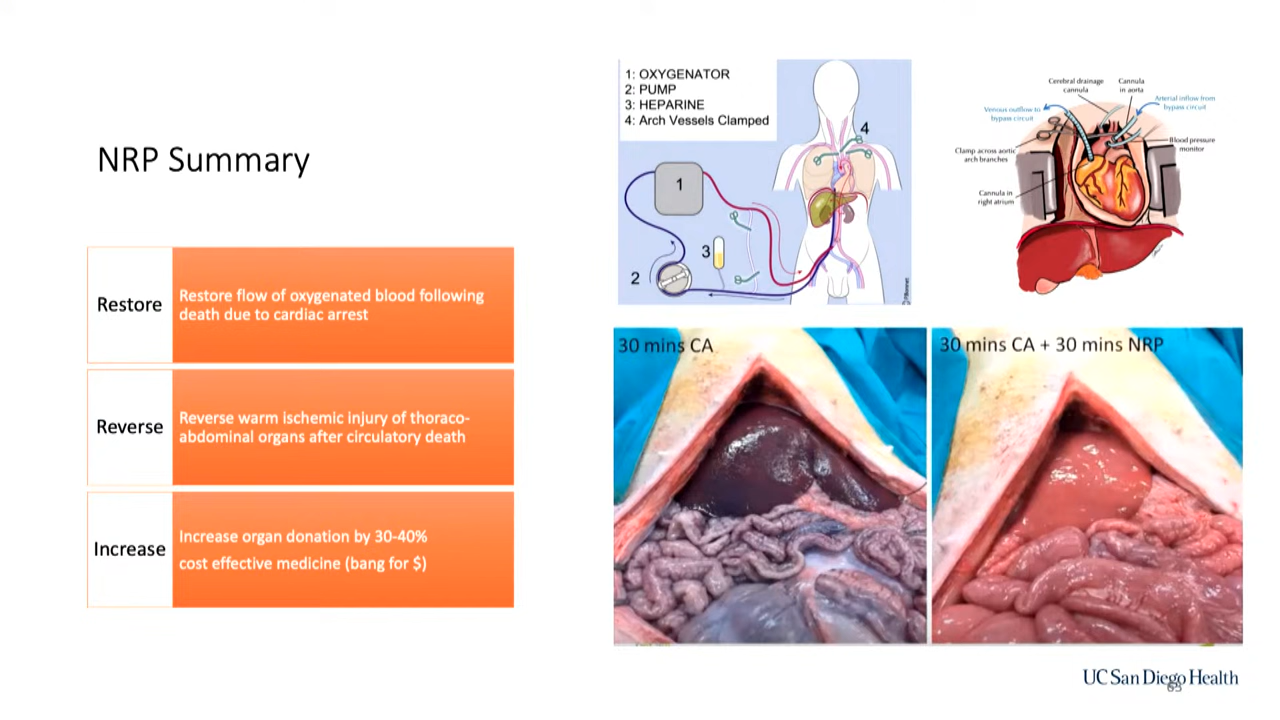 NRP Summary
Restore
Restore flow of oxygenated blood following
death due to cardiac arrest
Reverse
Reverse warm ischemic injury of thoraco-
abdominal organs after circulatory death
Increase
Increase organ donation by 30-40%
cost effective medicine (bang for $)
1: OXYGENATOR
2: PUMP
3: HEPARINE
4: Arch Vessels Clamped
4
1
3
2
Cerebral drainage
cannula
Cannula
in aorta
Venous outflow to
bypass circuit
Arterial inflow from
bypass circuit
Clamp across aortic
arch branches
Blood pressure
monitor
Cannula in
right atrium
30 mins CA
30 mins CA + 30 mins NRP
UC San Diego Health
63